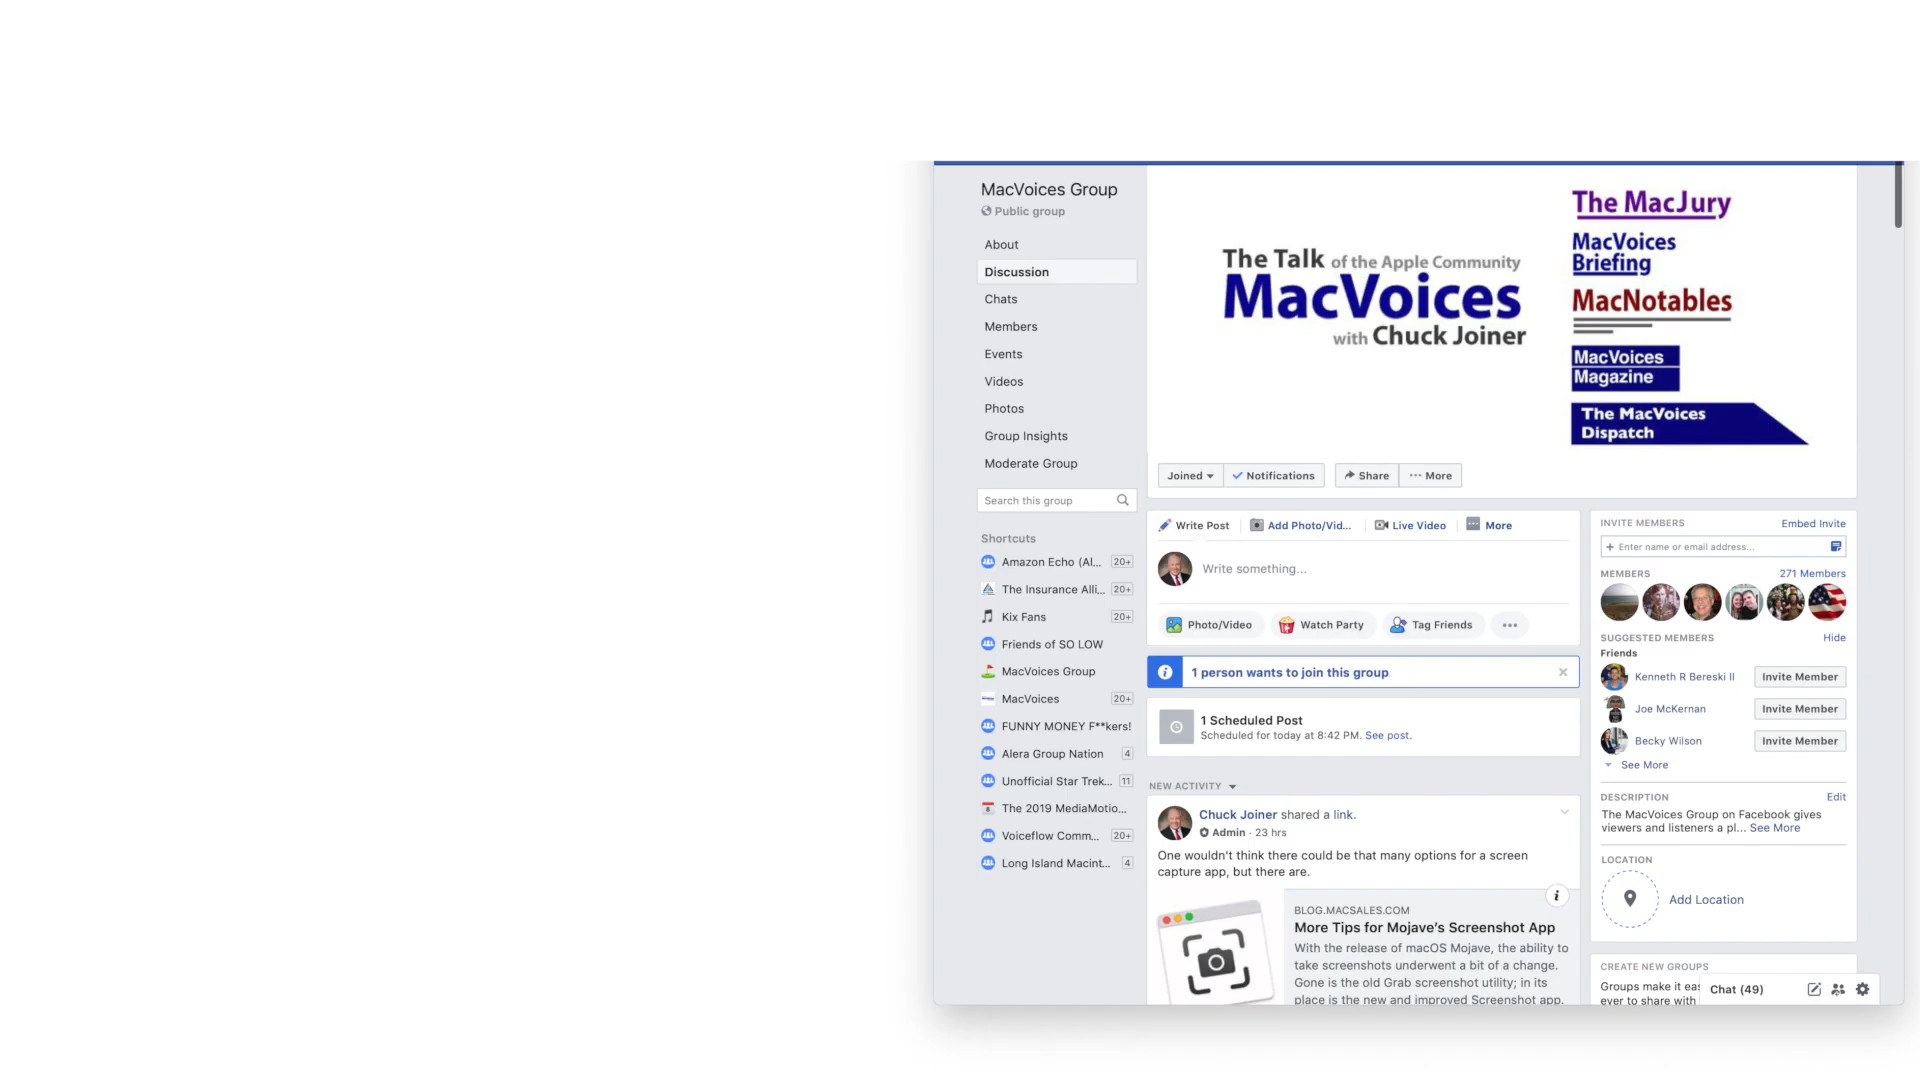 MacVoices Group
Public group
About
Discussion
Chats
Members
Events
Videos
Photos
Group Insights
Moderate Group
Search this group
Shortcuts
Amazon Echo (Al... 20+
The Insurance Alli... 20+
Kix Fans 20+
Friends of SO LOW
MacVoices Group
MacVoices 20+
FUNNY MONEY F**kers!
Alera Group Nation 4
Unofficial Star Trek... 11
The 2019 MediaMotio...
Voiceflow Comm... 20+
Long Island Macint... 4
The Talk of the Apple Community
MacVoices
with Chuck Joiner
The MacJury
MacVoices
Briefing
MacNotables
MacVoices
Magazine
The MacVoices
Dispatch
Joined Notifications Share More
Write Post Add Photo/Vid... Live Video More
Write something...
Photo/Video Watch Party Tag Friends
1 person wants to join this group
1 Scheduled Post
Scheduled for today at 8:42 PM. See post.
NEW ACTIVITY
Chuck Joiner shared a link.
Admin · 23 hrs
One wouldn't think there could be that many options for a screen
capture app, but there are.
BLOG.MACSALES.COM
More Tips for Mojave's Screenshot App
With the release of macOS Mojave, the ability to
take screenshots underwent a bit of a change.
Gone is the old Grab screenshot utility; in its
place is the new and improved Screenshot app.
INVITE MEMBERS Embed Invite
+ Enter name or email address...
MEMBERS 271 Members
SUGGESTED MEMBERS Hide
Friends
Kenneth R Bereski II Invite Member
Joe McKernan Invite Member
Becky Wilson Invite Member
See More
DESCRIPTION Edit
The MacVoices Group on Facebook gives
viewers and listeners a pl... See More
LOCATION
Add Location
CREATE NEW GROUPS
Groups make it eas
ever to share with
Chat (49)